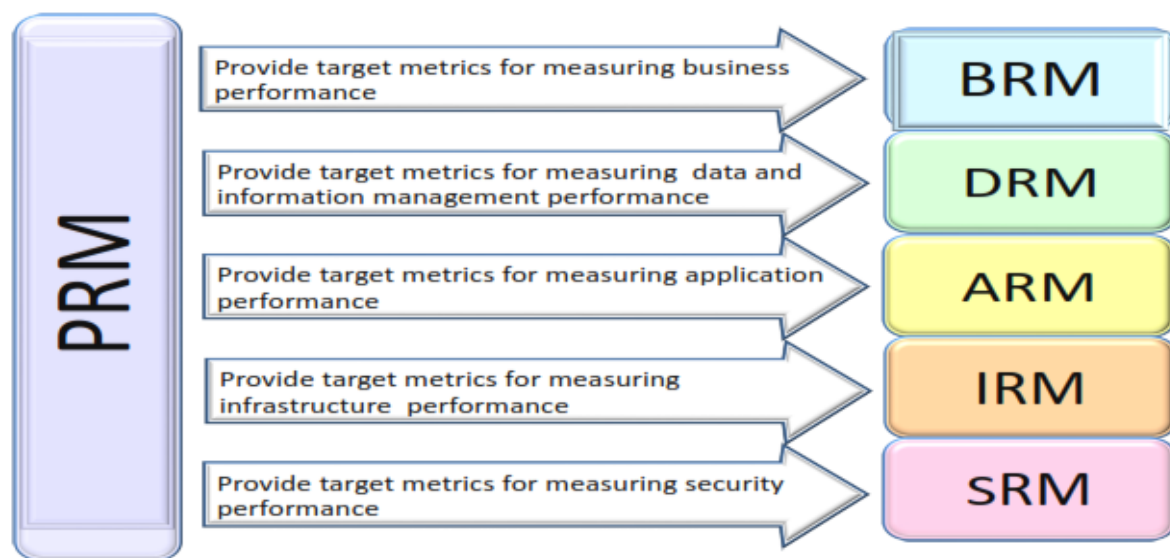 PRM
Provide target metrics for measuring business
performance
BRM
Provide target metrics for measuring data and
information management performance
DRM
Provide target metrics for measuring application
performance
ARM
Provide target metrics for measuring
infrastructure performance
IRM
Provide target metrics for measuring security
performance
sRM